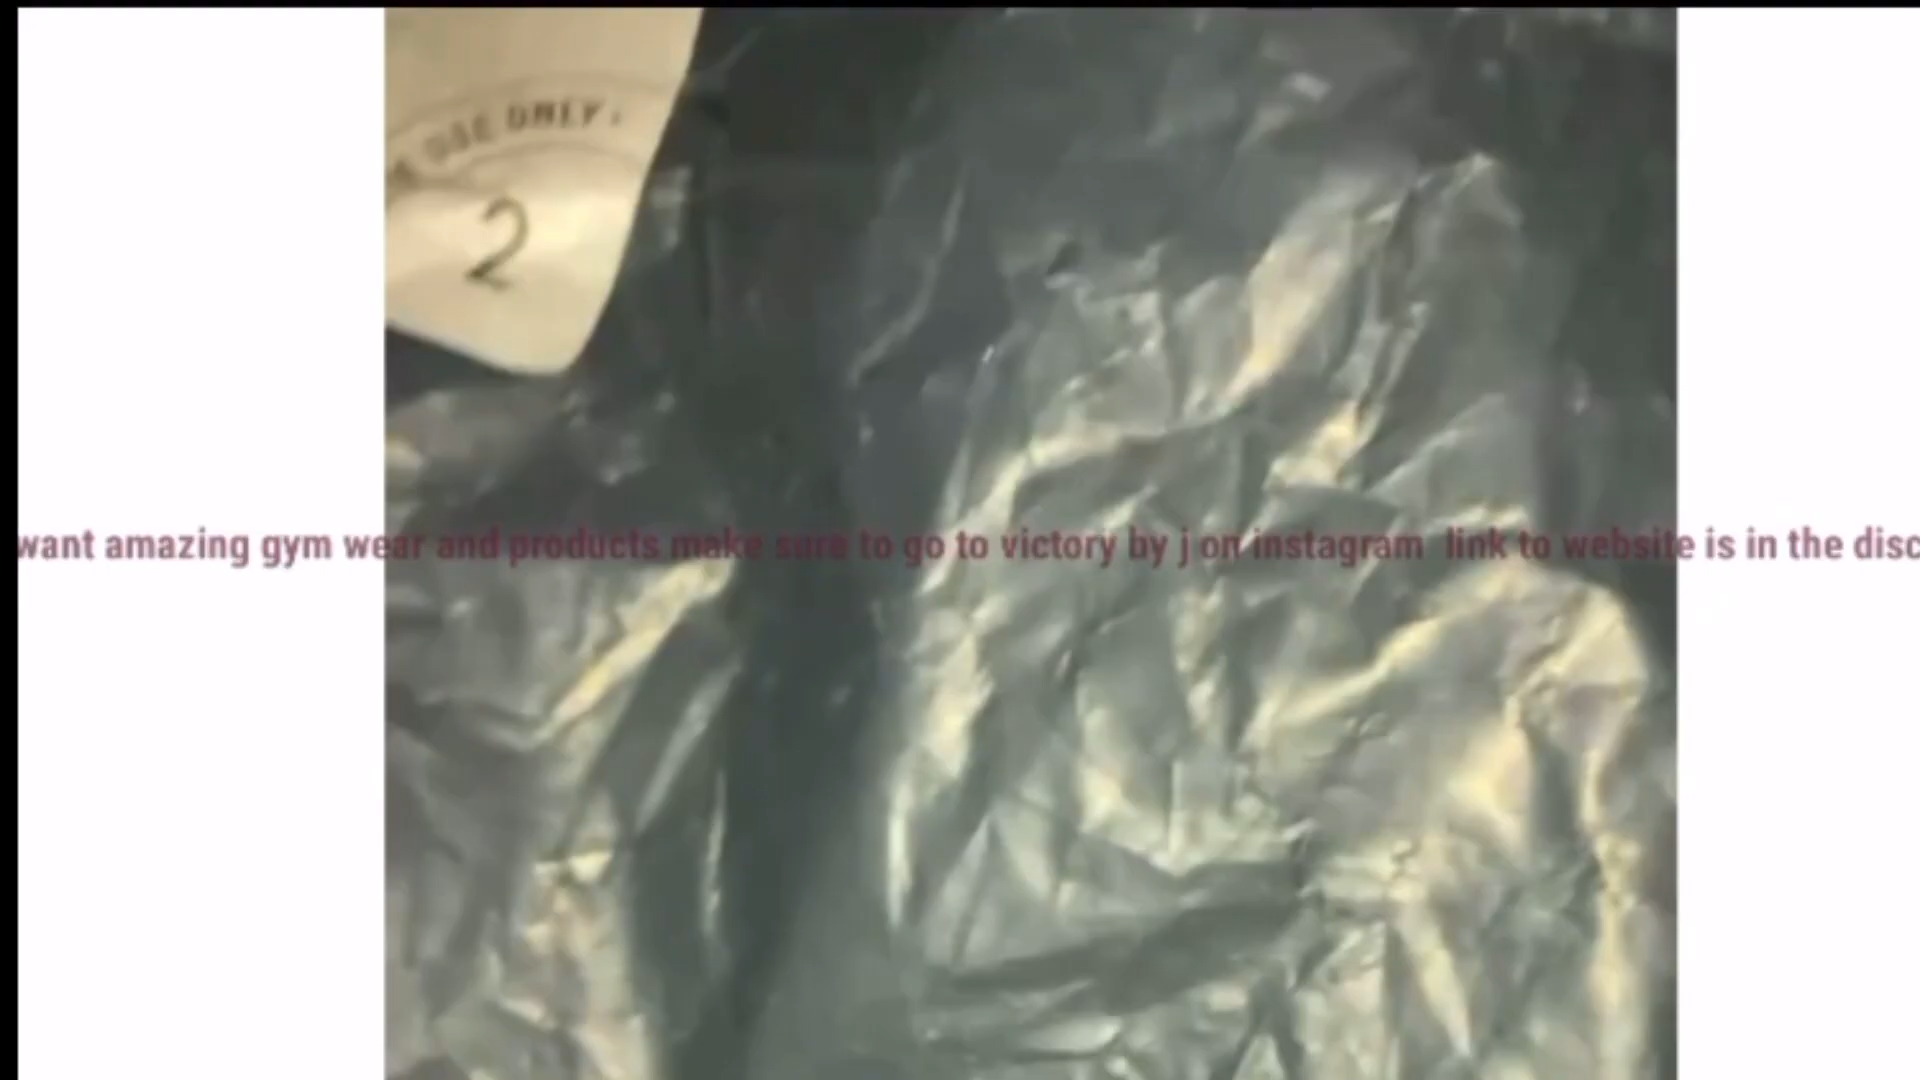 USE ONLY.
2
want amazing gym wear and products make sure to go to victory by j on instagram link to website is in the disc